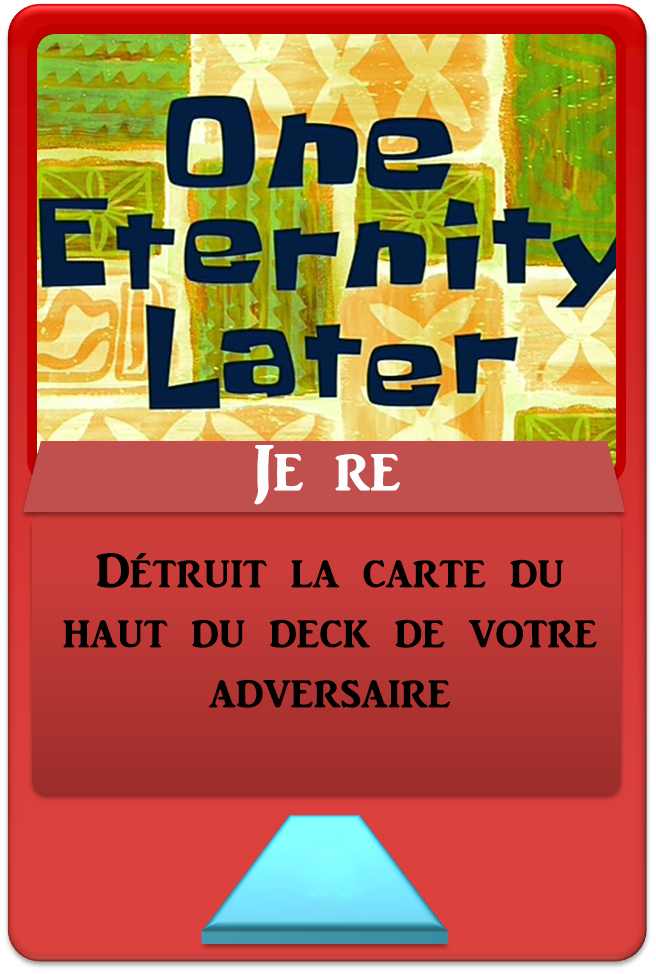 One
Eternity
Later
Je re
Détruit la carte du
haut du deck de votre
adversaire